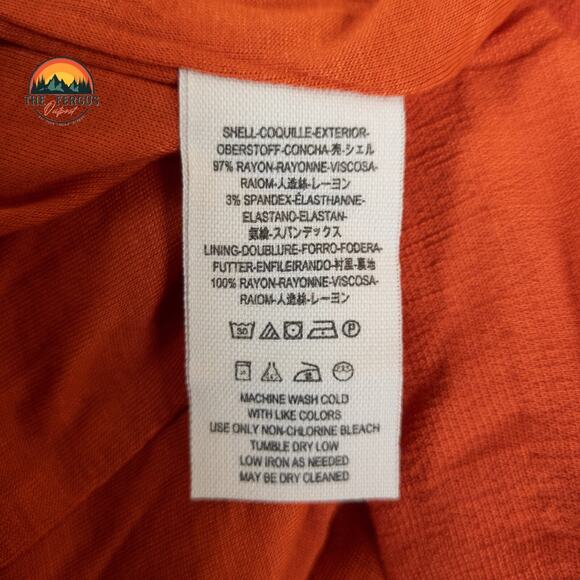 THE FERGUS
SHELL-COQUILLE-EXTERIOR-
OBERSTOFF-CONCHA-売-シェル
97% RAYON-RAYONNE-VISCOSA-
RAIOM-人造絲-レーヨン
3% SPANDEX-ÉLASTHANNE-
ELASTANO-ELASTAN-
氨綸-スパンデックス
LINING-DOUBLURE-FORRO-FODERA-
FUTTER-ENFILEIRANDO-衬里-裏地
100% RAYON-RAYONNE-VISCOSA-
RAIOM-人造絲-レーヨン
30 P
MACHINE WASH COLD
WITH LIKE COLORS
USE ONLY NON-CHLORINE BLEACH
TUMBLE DRY LOW
LOW IRON AS NEEDED
MAY BE DRY CLEANED